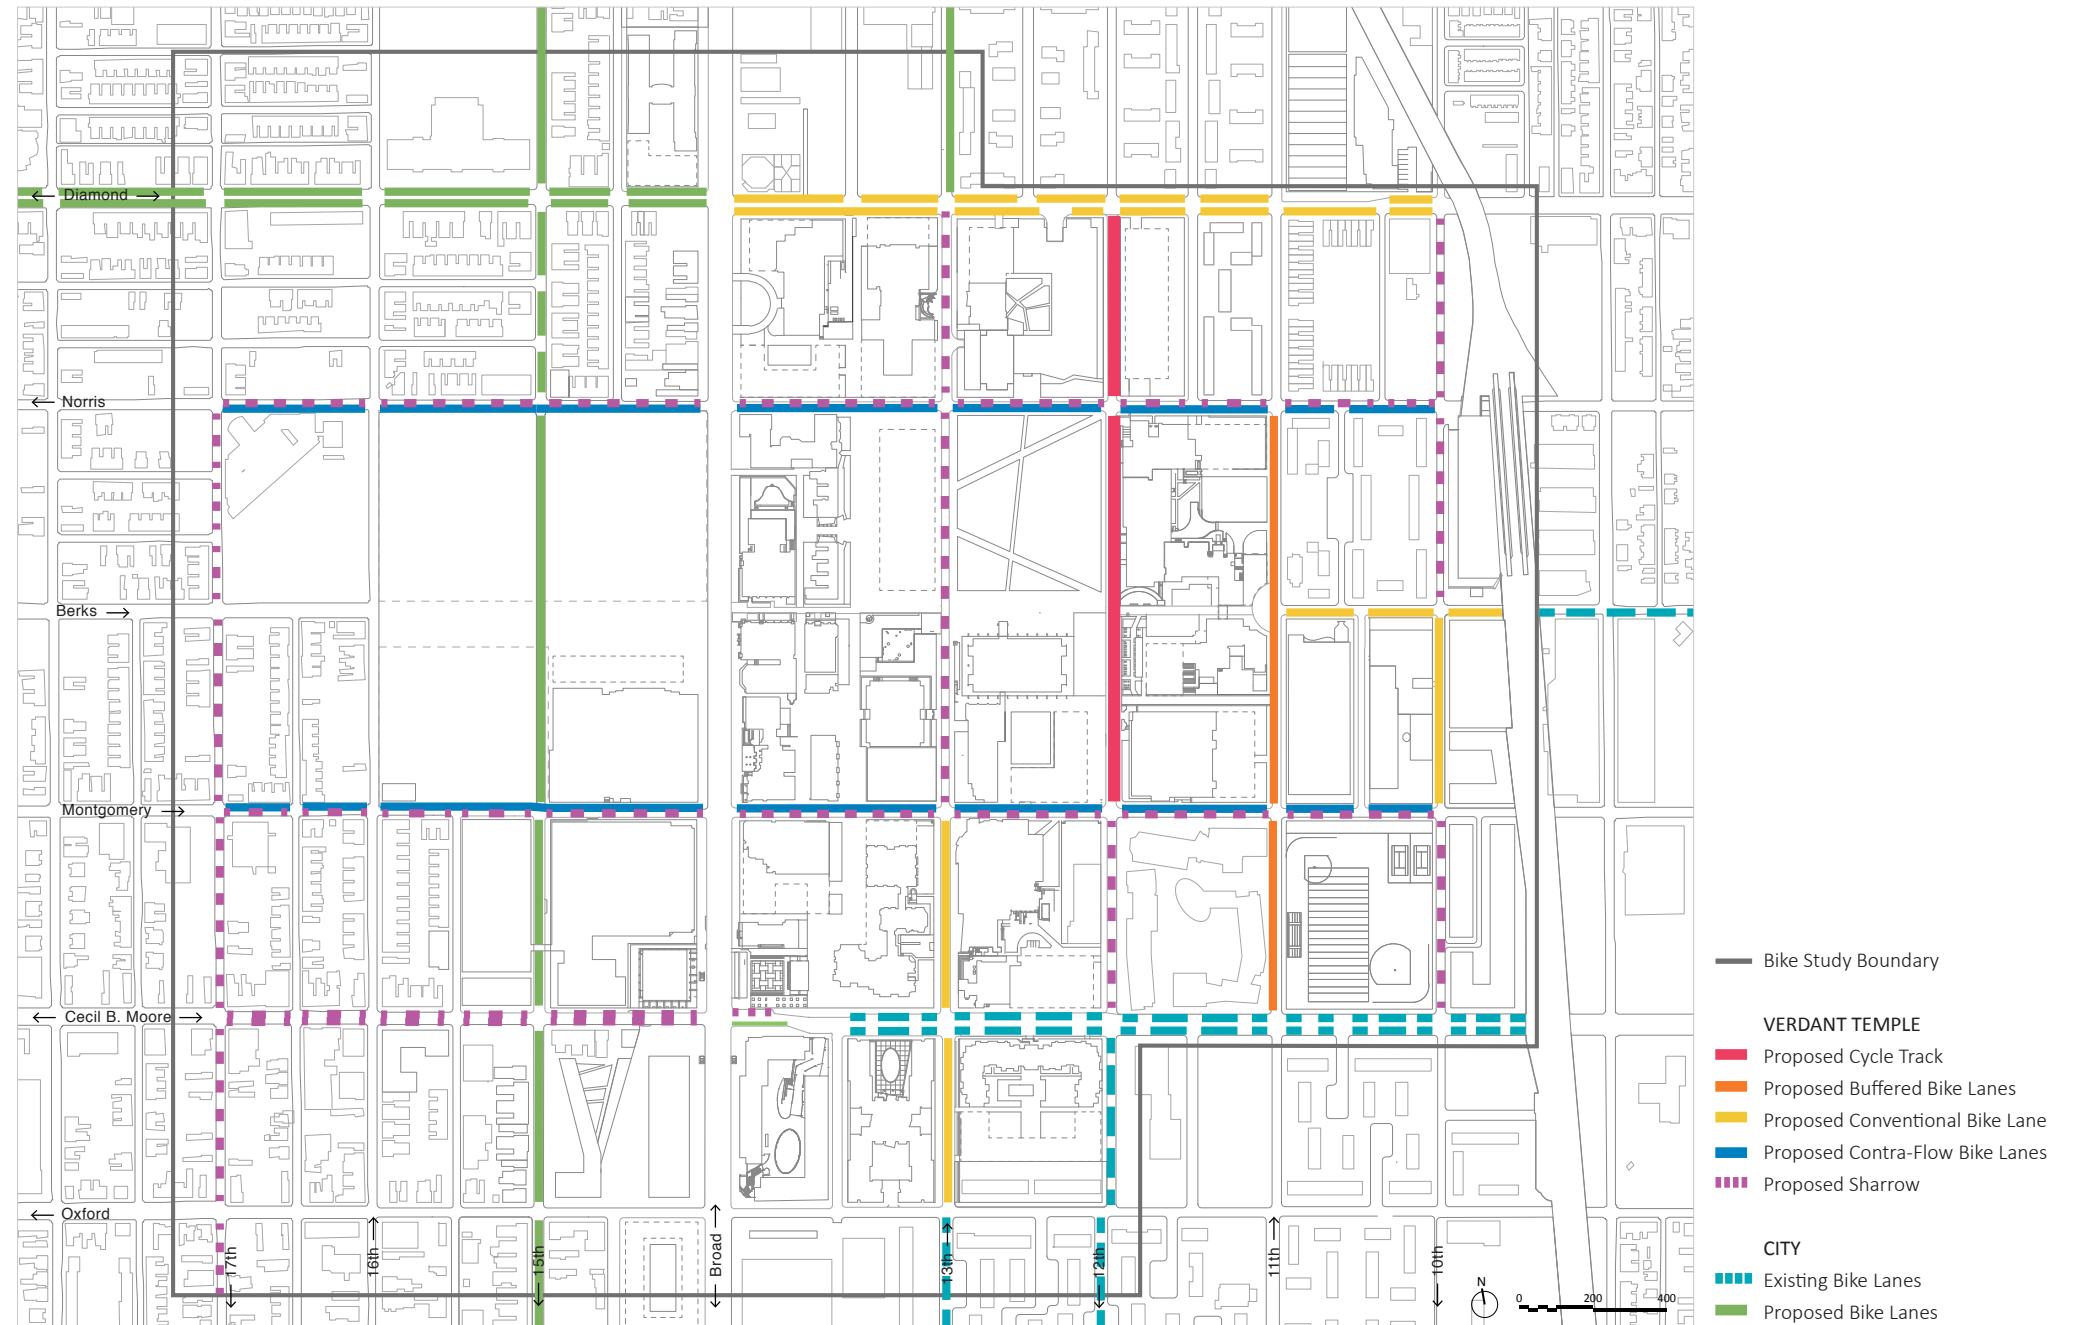 ← Diamond →
← Norris
Berks →
Montgomery →
← Cecil B. Moore →
← Oxford
← 17th
16th →
← 15th
← Broad →
13th →
← 12th
11th →
← 10th
N
0 200 400
Bike Study Boundary
VERDANT TEMPLE
Proposed Cycle Track
Proposed Buffered Bike Lanes
Proposed Conventional Bike Lane
Proposed Contra-Flow Bike Lanes
Proposed Sharrow
CITY
Existing Bike Lanes
Proposed Bike Lanes